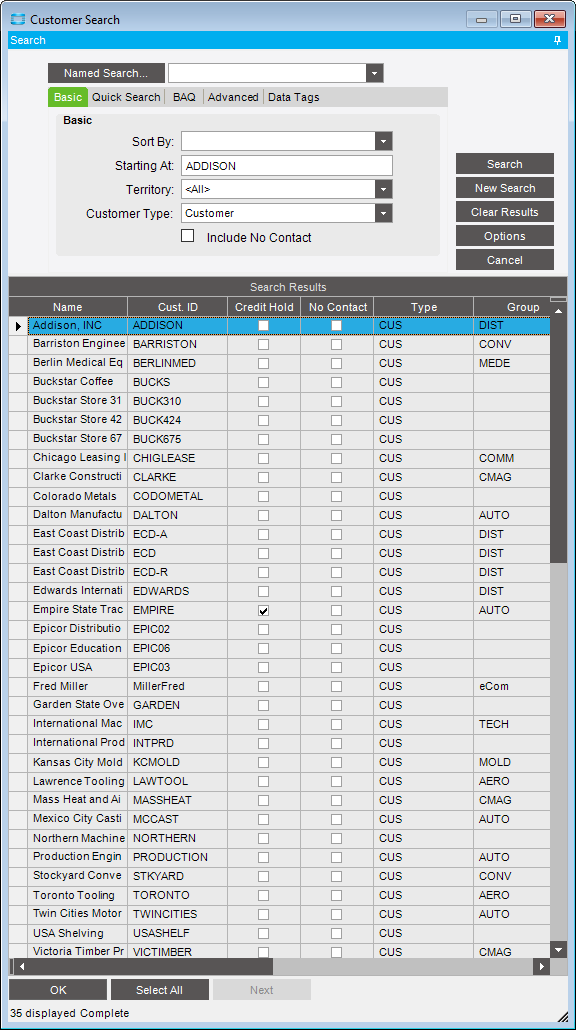 Customer Search
Search
Named Search...
Basic Quick Search BAQ Advanced Data Tags
Basic
Sort By:
Starting At: ADDISON
Territory: <All>
Customer Type: Customer
Include No Contact
Search
New Search
Clear Results
Options
Cancel
Search Results
Name Cust. ID Credit Hold No Contact Type Group
Addison, INC ADDISON CUS DIST
Barriston Enginee BARRISTON CUS CONV
Berlin Medical Eq BERLINMED CUS MEDE
Buckstar Coffee BUCKS CUS
Buckstar Store 31 BUCK310 CUS
Buckstar Store 42 BUCK424 CUS
Buckstar Store 67 BUCK675 CUS
Chicago Leasing I CHIGLEASE CUS COMM
Clarke Constructi CLARKE CUS CMAG
Colorado Metals CODOMETAL CUS
Dalton Manufactu DALTON CUS AUTO
East Coast Distrib ECD-A CUS DIST
East Coast Distrib ECD CUS DIST
East Coast Distrib ECD-R CUS DIST
Edwards Internati EDWARDS CUS DIST
Empire State Trac EMPIRE CUS AUTO
Epicor Distributio EPIC02 CUS
Epicor Education EPIC06 CUS
Epicor USA EPIC03 CUS
Fred Miller MillerFred CUS eCom
Garden State Ove GARDEN CUS
International Mac IMC CUS TECH
International Prod INTPRD CUS
Kansas City Mold KCMOLD CUS MOLD
Lawrence Tooling LAWTOOL CUS AERO
Mass Heat and Ai MASSHEAT CUS CMAG
Mexico City Casti MCCAST CUS AUTO
Northern Machine NORTHERN CUS
Production Engin PRODUCTION CUS AUTO
Stockyard Conve STKYARD CUS CONV
Toronto Tooling TORONTO CUS AERO
Twin Cities Motor TWINCITIES CUS AUTO
USA Shelving USASHELF CUS
Victoria Timber Pr VICTIMBER CUS CMAG
OK Select All Next
35 displayed Complete